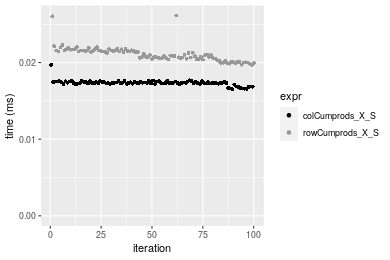 0.02
0.01
0.00
time (ms)
0
25
50
75
100
iteration
expr
colCumprods_X_S
rowCumprods_X_S